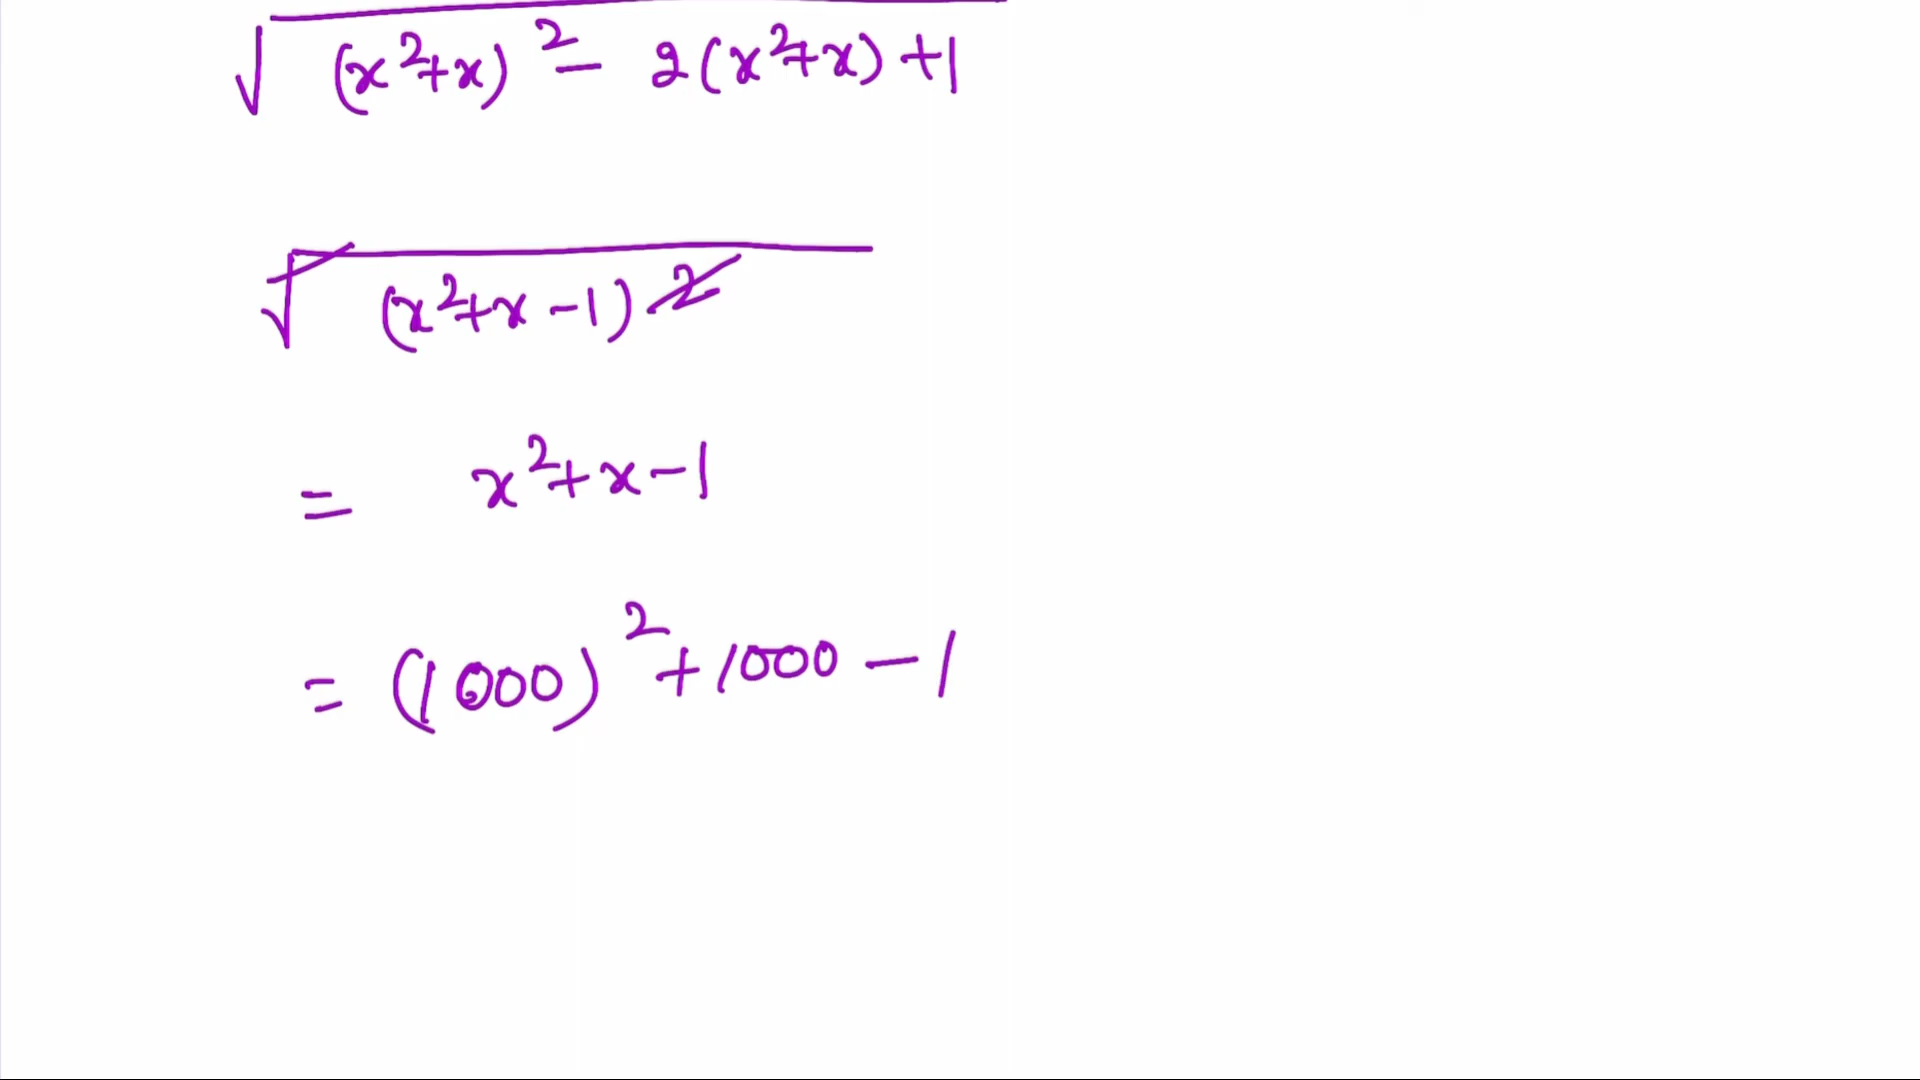 √((x²+x)² − 2(x²+x) +1)
√((x²+x−1)²)
= x²+x−1
= (1000)² +1000 − 1